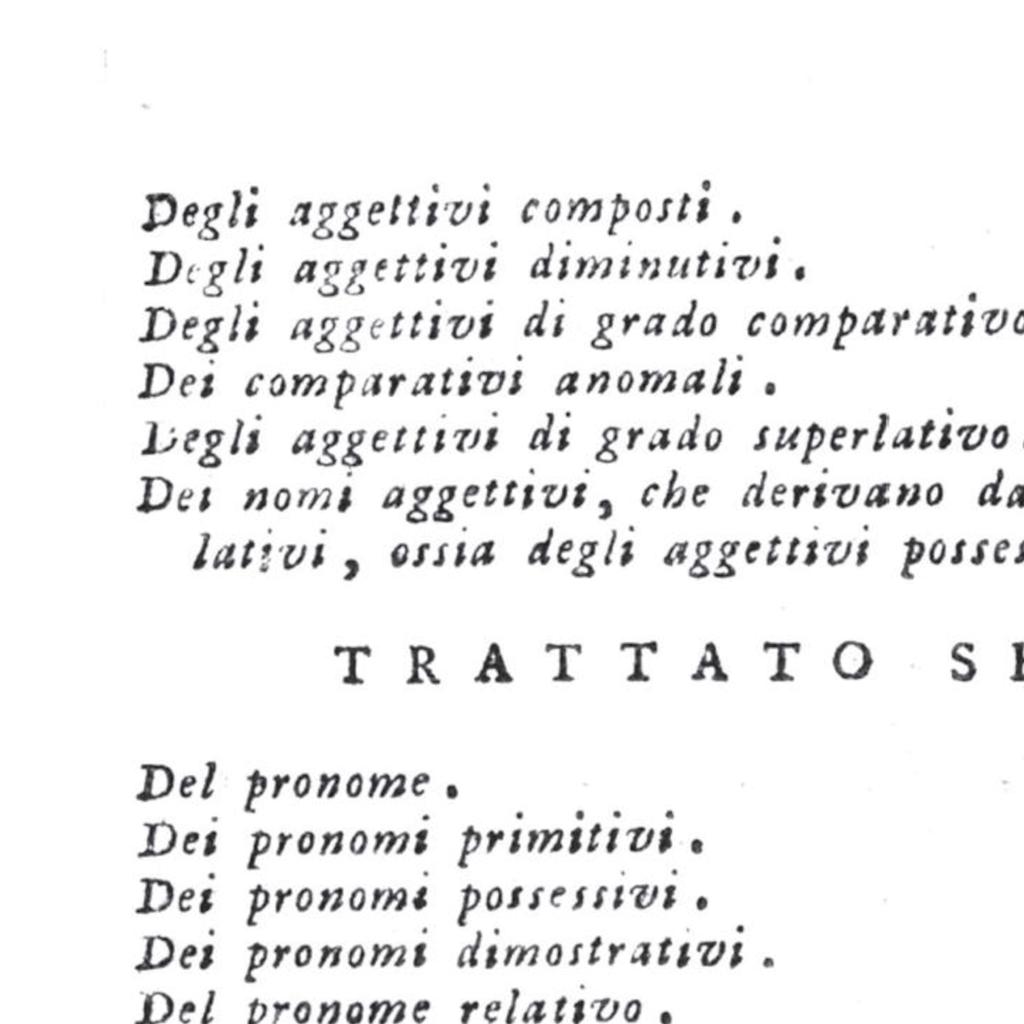 Degli aggettivi composti.
Degli aggettivi diminutivi.
Degli aggettivi di grado comparativo
Dei comparativi anomali.
Degli aggettivi di grado superlativo.
Dei nomi aggettivi, che derivano da
lativi, ossia degli aggettivi posses
TRATTATO SE
Del pronome.
Dei pronomi primitivi.
Dei pronomi possessivi.
Dei pronomi dimostrativi.
Del pronome relativo.